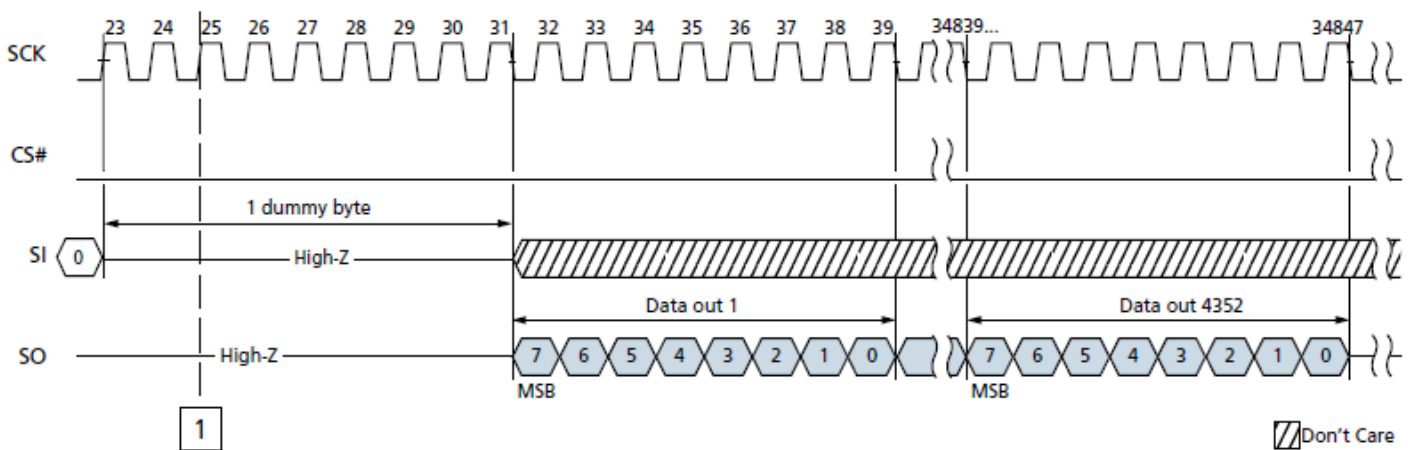 23 24 25 26 27 28 29 30 31 32 33 34 35 36 37 38 39 34839... 34847
SCK
CS#
1 dummy byte
SI 0 High-Z
Data out 1 Data out 4352
SO High-Z 7 6 5 4 3 2 1 0 7 6 5 4 3 2 1 0
MSB MSB
1
Don't Care